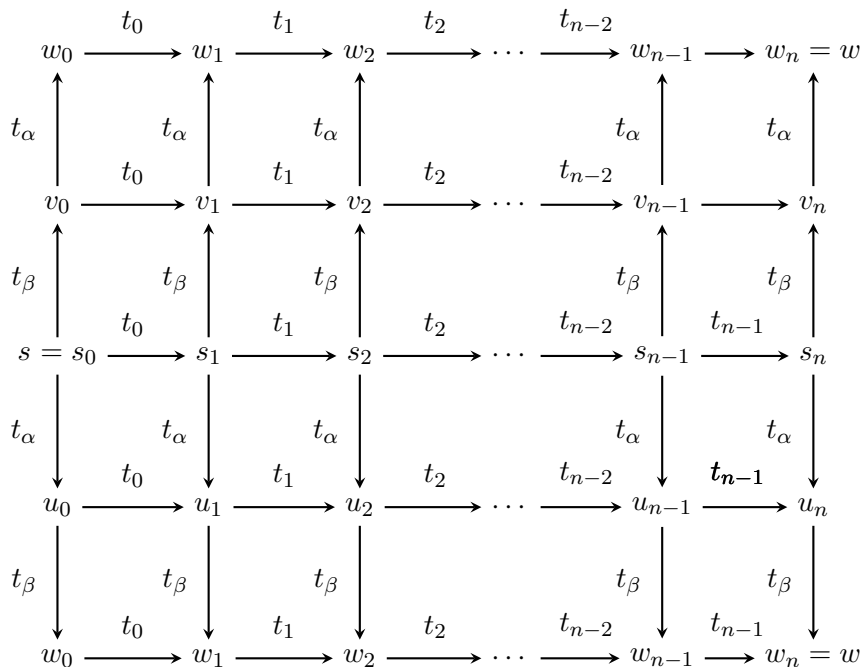 t_0 t_1 t_2 t_{n-2}
w_0 w_1 w_2 ⋯ w_{n-1} w_n = w
t_α t_α t_α t_α t_α
t_0 t_1 t_2 t_{n-2}
v_0 v_1 v_2 ⋯ v_{n-1} v_n
t_β t_β t_β t_β t_β
t_0 t_1 t_2 t_{n-2} t_{n-1}
s = s_0 s_1 s_2 ⋯ s_{n-1} s_n
t_α t_α t_α t_α t_α
t_0 t_1 t_2 t_{n-2} t_{n-1}
u_0 u_1 u_2 ⋯ u_{n-1} u_n
t_β t_β t_β t_β t_β
t_0 t_1 t_2 t_{n-2} t_{n-1}
w_0 w_1 w_2 ⋯ w_{n-1} w_n = w